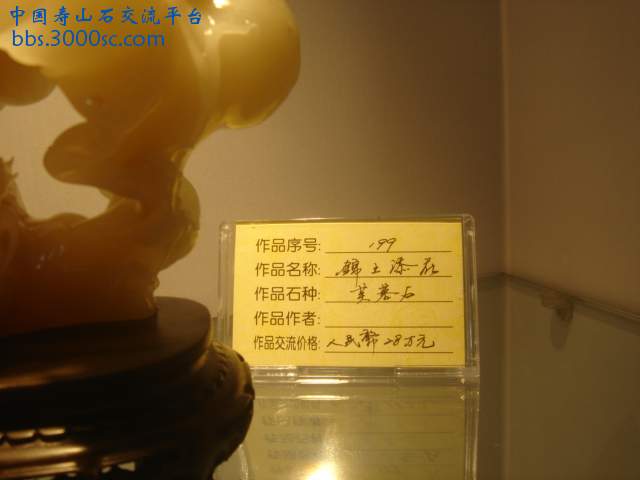 中国寿山石交流平台
bbs.3000sc.com
作品序号: 199
作品名称: 锦上添花
作品石种: 芙蓉石
作品作者:
作品交流价格: 人民币28万元